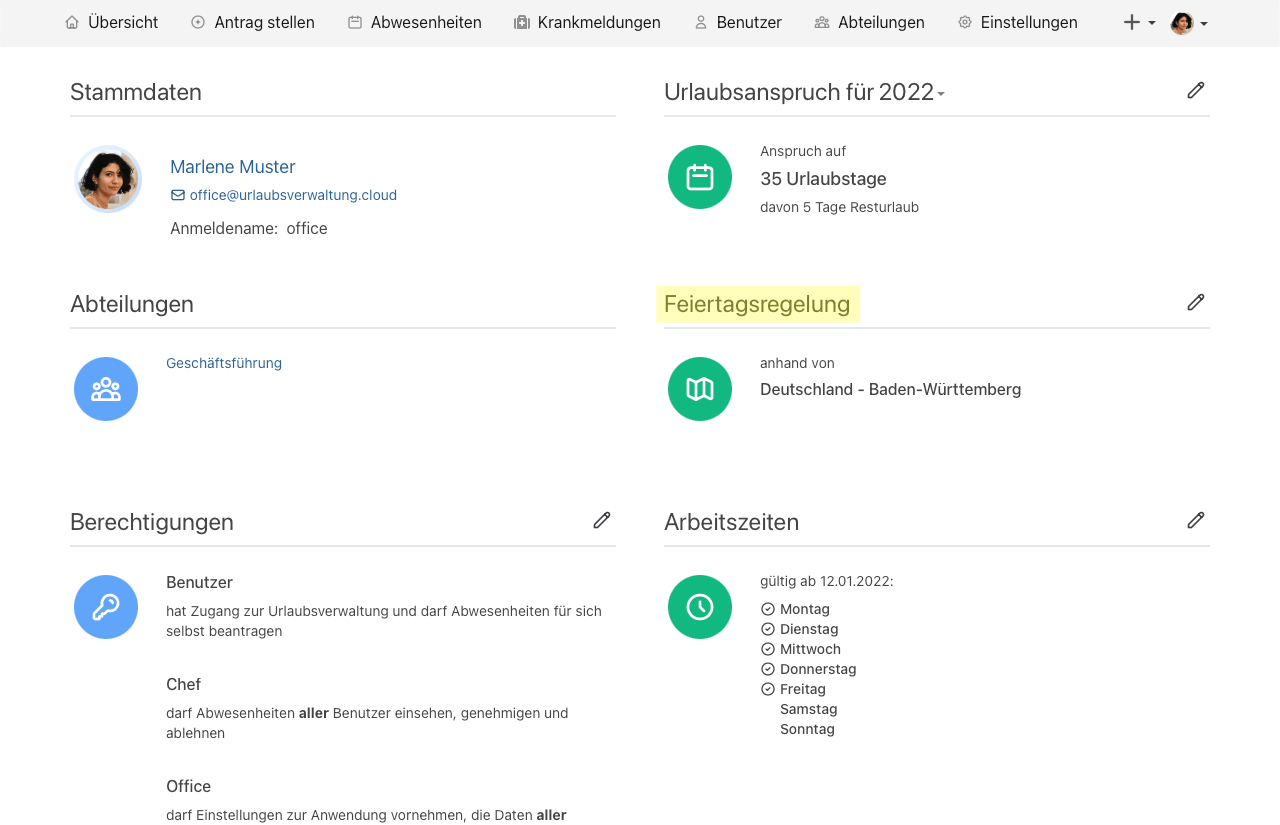 Übersicht Antrag stellen Abwesenheiten Krankmeldungen Benutzer Abteilungen Einstellungen
Stammdaten
Marlene Muster
office@urlaubsverwaltung.cloud
Anmeldename: office
Urlaubsanspruch für 2022
Anspruch auf
35 Urlaubstage
davon 5 Tage Resturlaub
Abteilungen
Geschäftsführung
Feiertagsregelung
anhand von
Deutschland - Baden-Württemberg
Berechtigungen
Benutzer
hat Zugang zur Urlaubsverwaltung und darf Abwesenheiten für sich
selbst beantragen
Chef
darf Abwesenheiten aller Benutzer einsehen, genehmigen und
ablehnen
Office
darf Einstellungen zur Anwendung vornehmen, die Daten aller
Arbeitszeiten
gültig ab 12.01.2022:
Montag
Dienstag
Mittwoch
Donnerstag
Freitag
Samstag
Sonntag